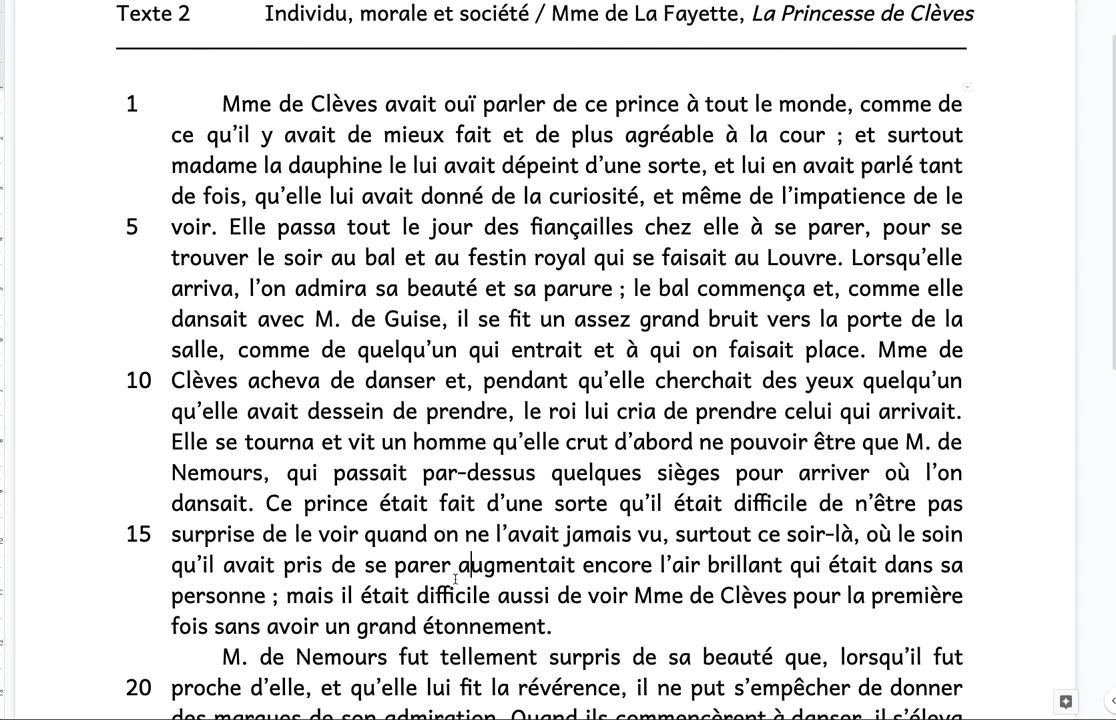 Texte 2 Individu, morale et société / Mme de La Fayette, La Princesse de Clèves
1 Mme de Clèves avait ouï parler de ce prince à tout le monde, comme de
ce qu'il y avait de mieux fait et de plus agréable à la cour ; et surtout
madame la dauphine le lui avait dépeint d'une sorte, et lui en avait parlé tant
de fois, qu'elle lui avait donné de la curiosité, et même de l'impatience de le
5 voir. Elle passa tout le jour des fiançailles chez elle à se parer, pour se
trouver le soir au bal et au festin royal qui se faisait au Louvre. Lorsqu'elle
arriva, l'on admira sa beauté et sa parure ; le bal commença et, comme elle
dansait avec M. de Guise, il se fit un assez grand bruit vers la porte de la
salle, comme de quelqu'un qui entrait et à qui on faisait place. Mme de
10 Clèves acheva de danser et, pendant qu'elle cherchait des yeux quelqu'un
qu'elle avait dessein de prendre, le roi lui cria de prendre celui qui arrivait.
Elle se tourna et vit un homme qu'elle crut d'abord ne pouvoir être que M. de
Nemours, qui passait par-dessus quelques sièges pour arriver où l'on
dansait. Ce prince était fait d'une sorte qu'il était difficile de n'être pas
15 surprise de le voir quand on ne l'avait jamais vu, surtout ce soir-là, où le soin
qu'il avait pris de se parer augmentait encore l'air brillant qui était dans sa
personne ; mais il était difficile aussi de voir Mme de Clèves pour la première
fois sans avoir un grand étonnement.
M. de Nemours fut tellement surpris de sa beauté que, lorsqu'il fut
20 proche d'elle, et qu'elle lui fit la révérence, il ne put s'empêcher de donner
des marques de son admiration. Quand ils commencèrent à danser, il s'éleva